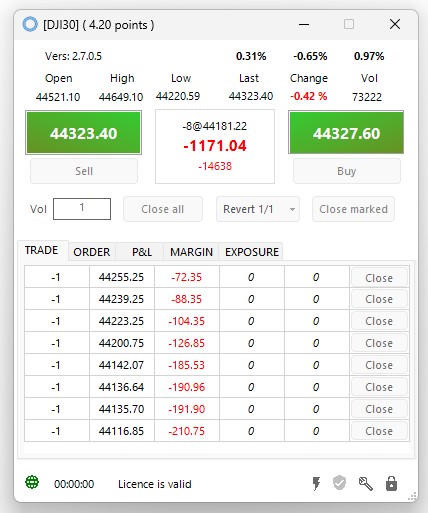 [DJI30] ( 4.20 points )
Vers: 2.7.0.5 0.31% -0.65% 0.97%
Open High Low Last Change Vol
44521.10 44649.10 44220.59 44323.40 -0.42 % 73222
44323.40 -8@44181.22 44327.60
-1171.04
Sell -14638 Buy
Vol 1 Close all Revert 1/1 Close marked
TRADE ORDER P&L MARGIN EXPOSURE
-1 44255.25 -72.35 0 0 Close
-1 44239.25 -88.35 0 0 Close
-1 44223.25 -104.35 0 0 Close
-1 44200.75 -126.85 0 0 Close
-1 44142.07 -185.53 0 0 Close
-1 44136.64 -190.96 0 0 Close
-1 44135.70 -191.90 0 0 Close
-1 44116.85 -210.75 0 0 Close
00:00:00 Licence is valid